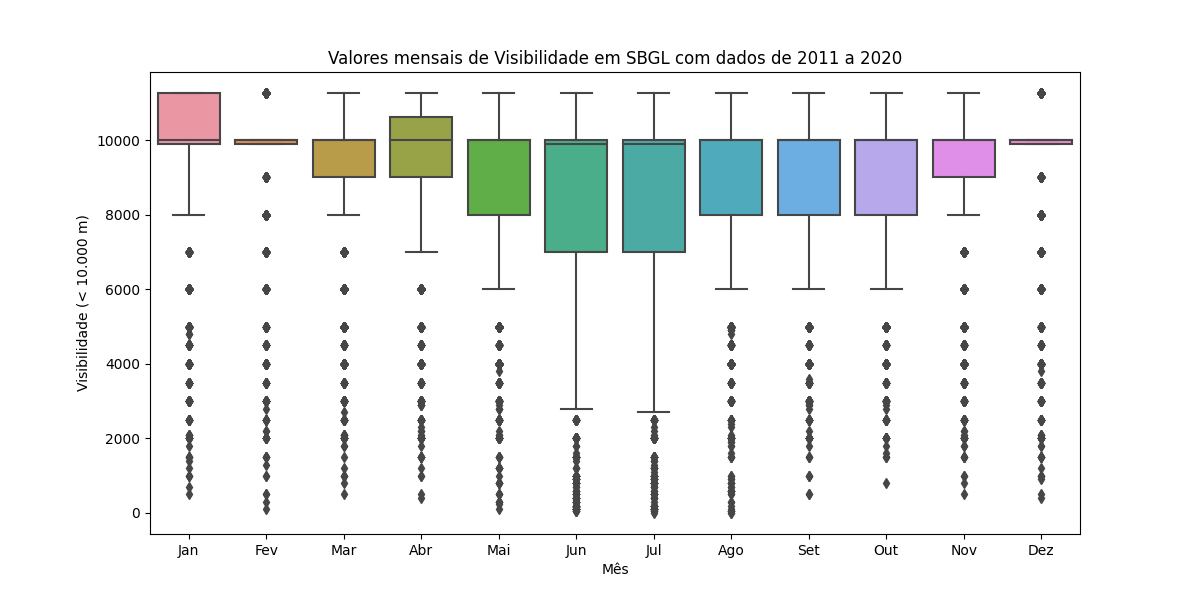 Valores mensais de Visibilidade em SBGL com dados de 2011 a 2020
Visibilidade (< 10.000 m)
10000
8000
6000
4000
2000
0
Jan Fev Mar Abr Mai Jun Jul Ago Set Out Nov Dez
Mês